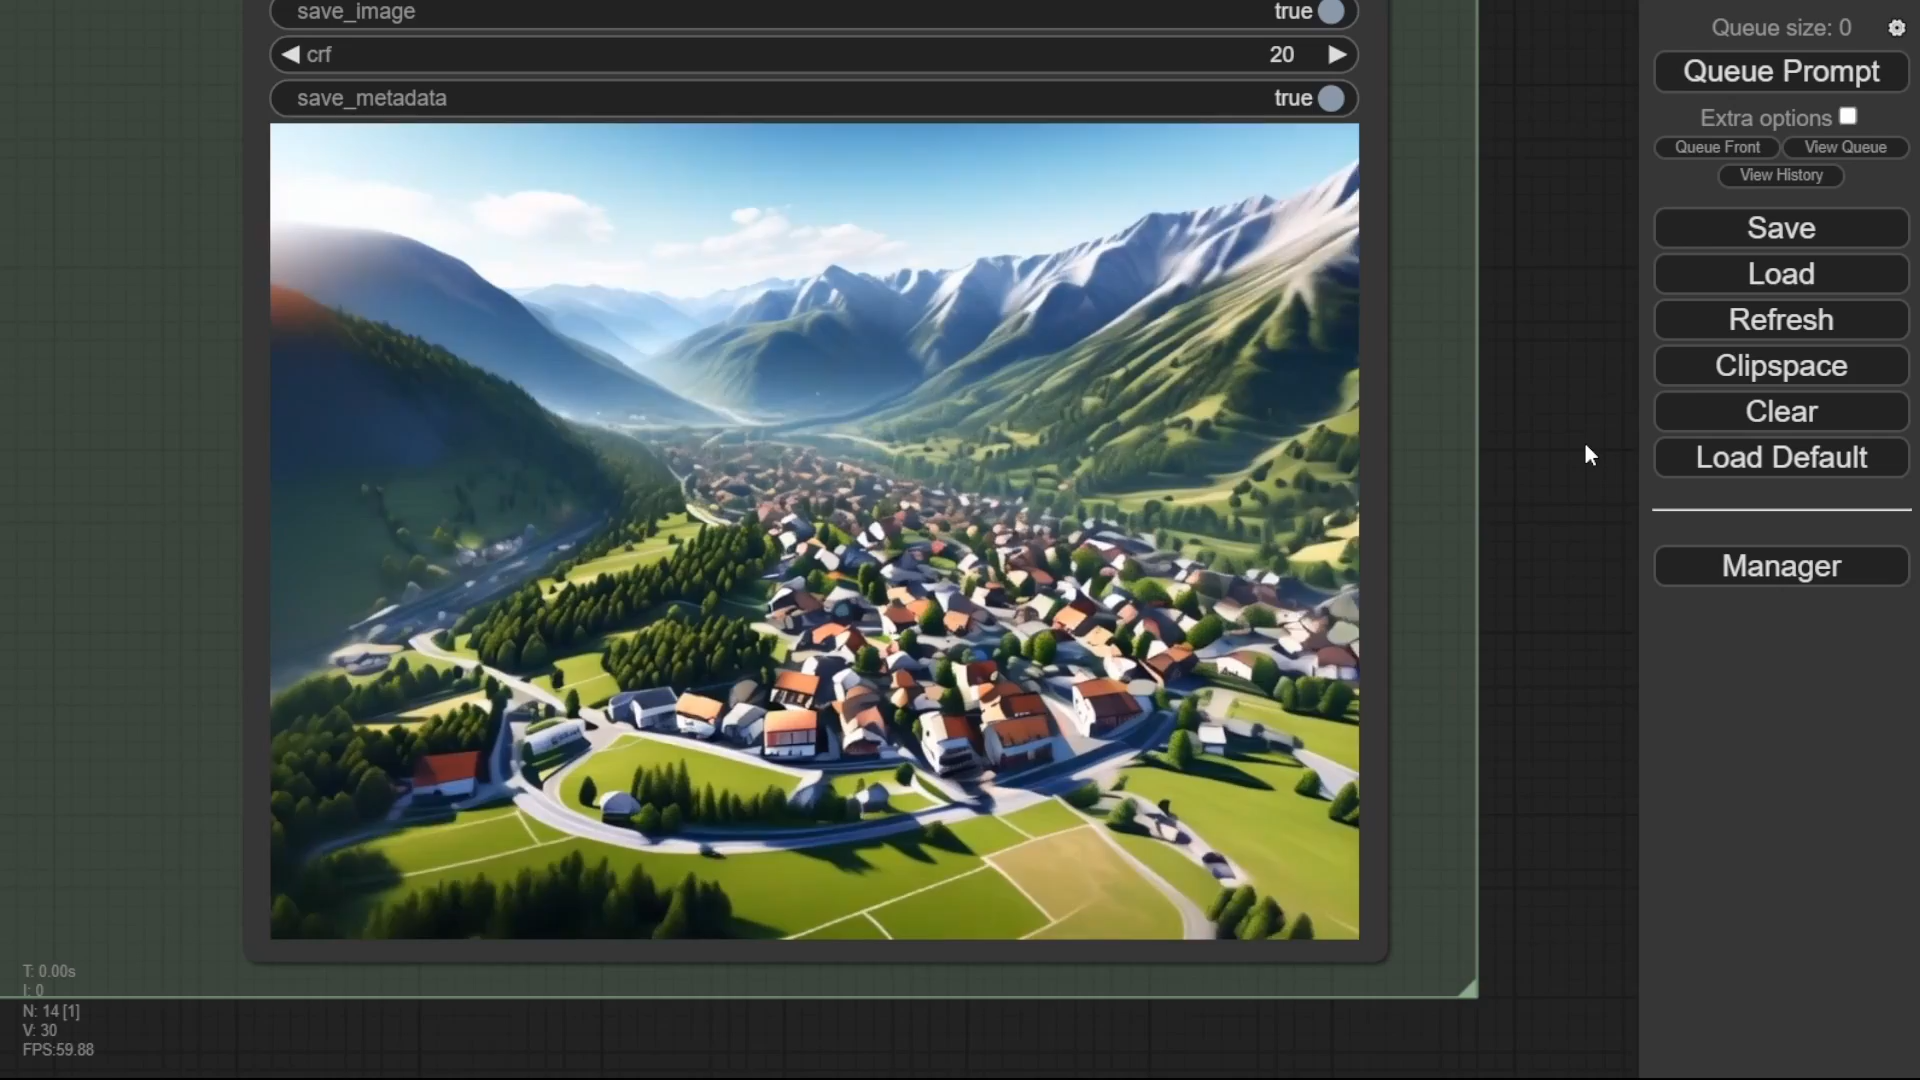 save_image true
crf 20
save_metadata true
Queue size: 0
Queue Prompt
Extra options
Queue Front View Queue
View History
Save
Load
Refresh
Clipspace
Clear
Load Default
Manager
T: 0.00s
I: 0
N: 14 [1]
V: 30
FPS:59.88